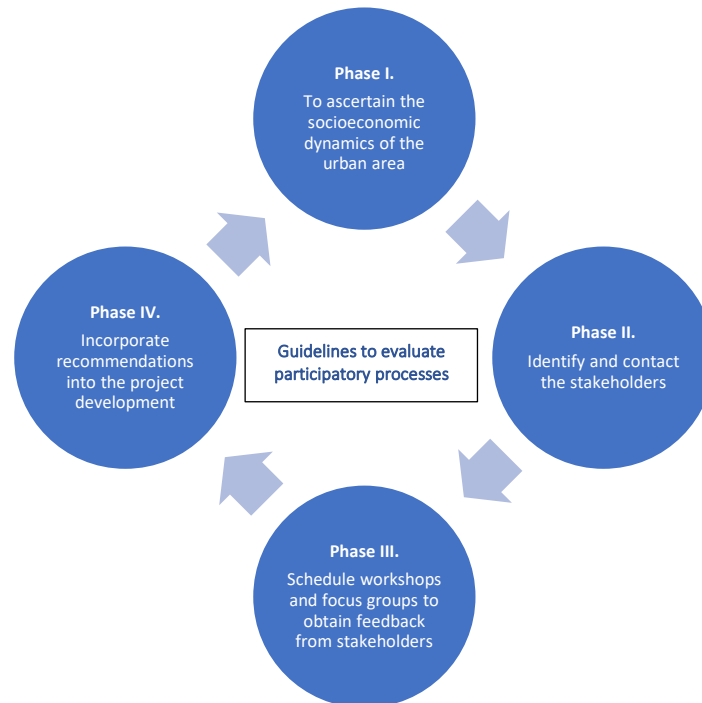 Phase I.
To ascertain the
socioeconomic
dynamics of the
urban area
Phase II.
Identify and contact
the stakeholders
Phase III.
Schedule workshops
and focus groups to
obtain feedback
from stakeholders
Phase IV.
Incorporate
recommendations
into the project
development
Guidelines to evaluate
participatory processes